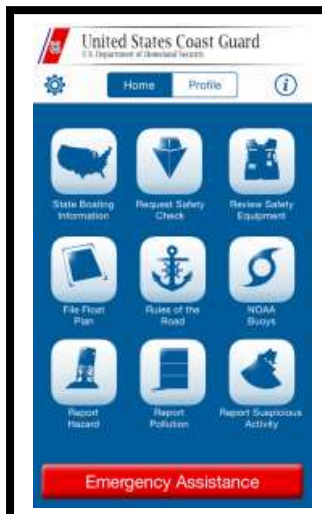 United States Coast Guard
U.S. Department of Homeland Security
Home Profile
State Boating
Information
Request Safety
Check
Review Safety
Equipment
File Float
Plan
Rules of the
Road
NOAA
Buoys
Report
Hazard
Report
Pollution
Report Suspicious
Activity
Emergency Assistance